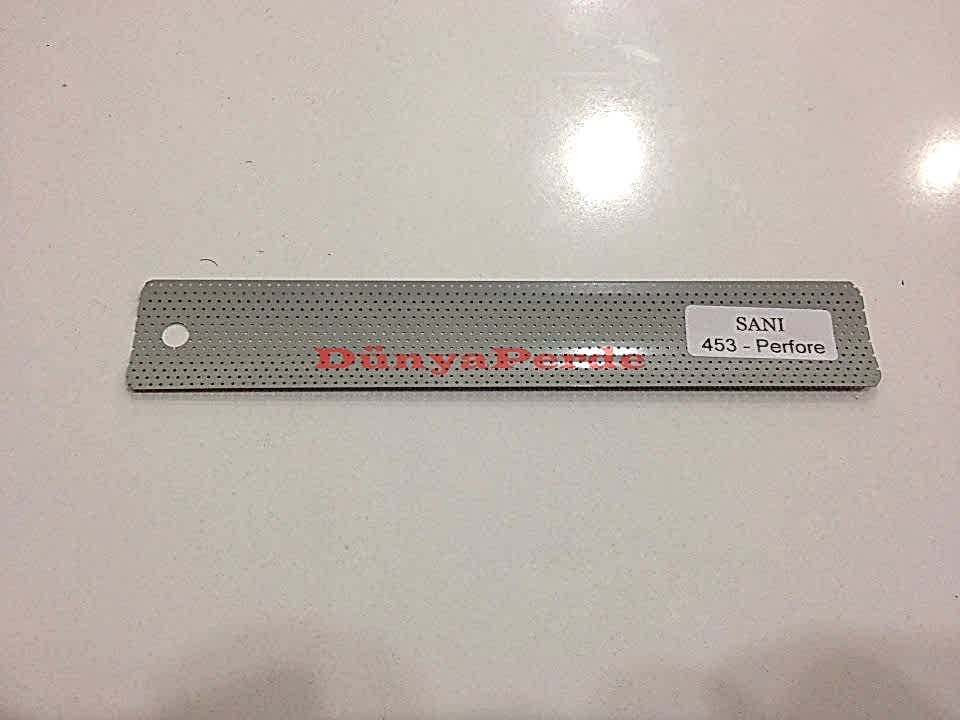 SANI
453 - Perfore
DünyaPerde